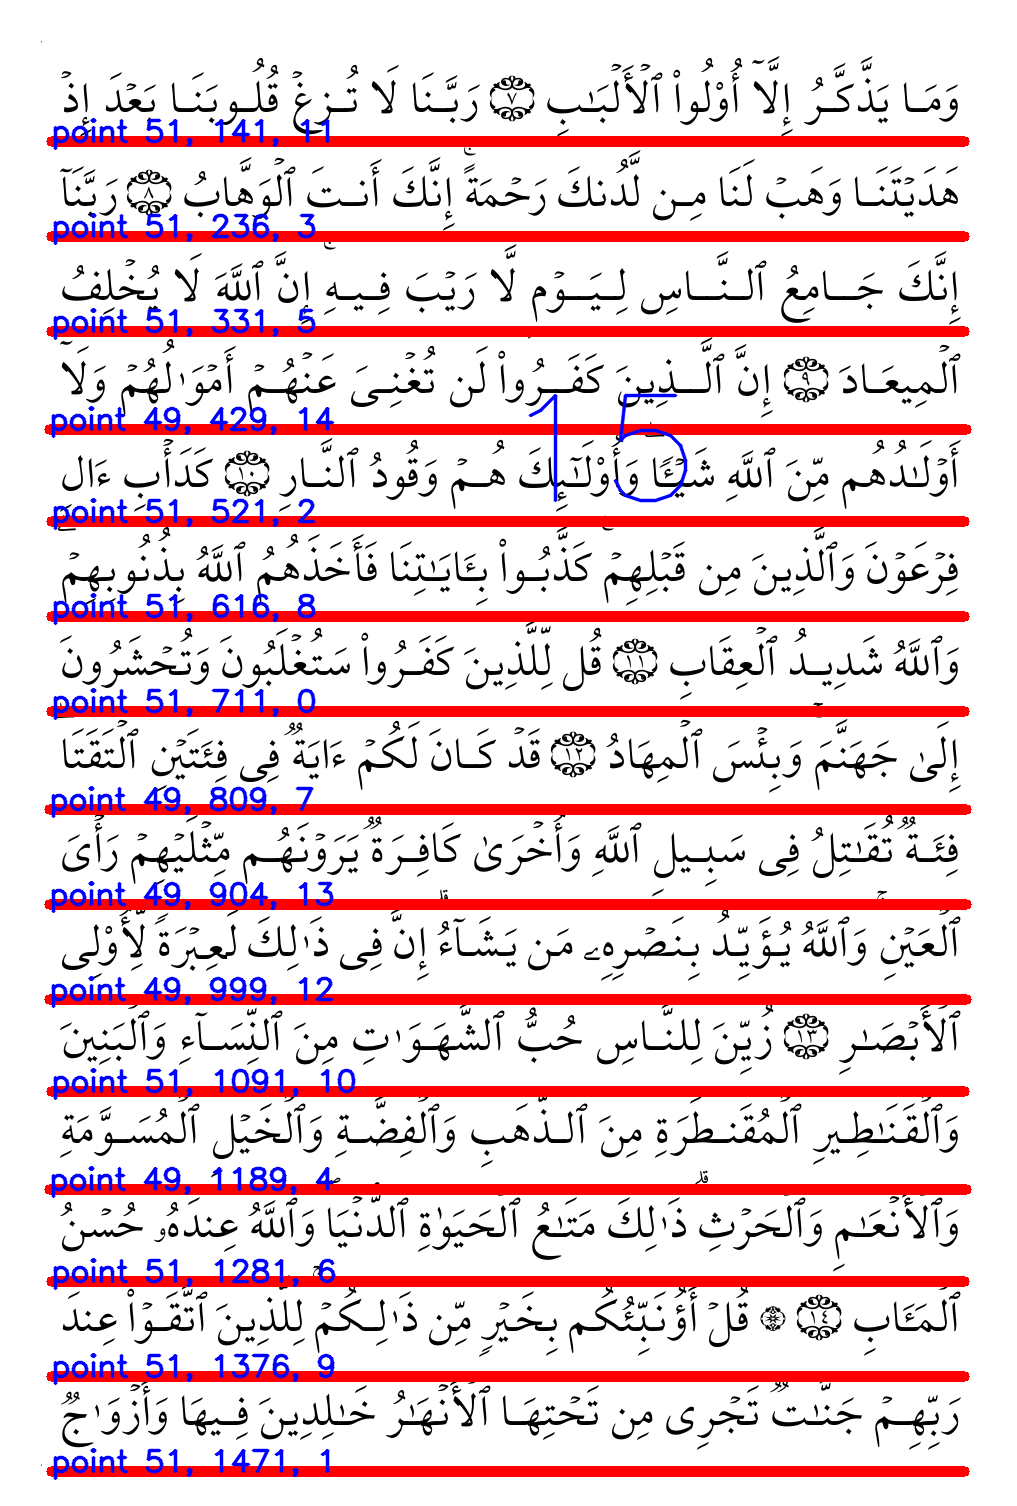 وَمَا يَذَّكَّرُ إِلَّآ أُوْلُواْ ٱلْأَلْبَٰبِ ٧ رَبَّنَا لَا تُزِغْ قُلُوبَنَا بَعْدَ إِذْ
point 51, 141, 11
هَدَيْتَنَا وَهَبْ لَنَا مِن لَّدُنكَ رَحْمَةًۚ إِنَّكَ أَنتَ ٱلْوَهَّابُ ٨ رَبَّنَآ
point 51, 236, 3
إِنَّكَ جَامِعُ ٱلنَّاسِ لِيَوْمٍ لَّا رَيْبَ فِيهِۚ إِنَّ ٱللَّهَ لَا يُخْلِفُ
point 51, 331, 5
ٱلْمِيعَادَ ٩ إِنَّ ٱلَّذِينَ كَفَرُواْ لَن تُغْنِىَ عَنْهُمْ أَمْوَٰلُهُمْ وَلَآ
point 49, 429, 14
15
أَوْلَٰدُهُم مِّنَ ٱللَّهِ شَيْـًٔا وَأُوْلَٰٓئِكَ هُمْ وَقُودُ ٱلنَّارِ ١٠ كَدَأْبِ ءَالِ
point 51, 521, 2
فِرْعَوْنَ وَٱلَّذِينَ مِن قَبْلِهِمْ كَذَّبُواْ بِـَٔايَٰتِنَا فَأَخَذَهُمُ ٱللَّهُ بِذُنُوبِهِمْ
point 51, 616, 8
وَٱللَّهُ شَدِيدُ ٱلْعِقَابِ ١١ قُل لِّلَّذِينَ كَفَرُواْ سَتُغْلَبُونَ وَتُحْشَرُونَ
point 51, 711, 0
إِلَىٰ جَهَنَّمَ وَبِئْسَ ٱلْمِهَادُ ١٢ قَدْ كَانَ لَكُمْ ءَايَةٌ فِى فِئَتَيْنِ ٱلْتَقَتَا
point 49, 809, 7
فِئَةٌ تُقَٰتِلُ فِى سَبِيلِ ٱللَّهِ وَأُخْرَىٰ كَافِرَةٌ يَرَوْنَهُم مِّثْلَيْهِمْ رَأْىَ
point 49, 904, 13
ٱلْعَيْنِۚ وَٱللَّهُ يُؤَيِّدُ بِنَصْرِهِۦ مَن يَشَآءُۗ إِنَّ فِى ذَٰلِكَ لَعِبْرَةً لِّأُوْلِى
point 49, 999, 12
ٱلْأَبْصَٰرِ ١٣ زُيِّنَ لِلنَّاسِ حُبُّ ٱلشَّهَوَٰتِ مِنَ ٱلنِّسَآءِ وَٱلْبَنِينَ
point 51, 1091, 10
وَٱلْقَنَٰطِيرِ ٱلْمُقَنطَرَةِ مِنَ ٱلذَّهَبِ وَٱلْفِضَّةِ وَٱلْخَيْلِ ٱلْمُسَوَّمَةِ
point 49, 1189, 4
وَٱلْأَنْعَٰمِ وَٱلْحَرْثِۗ ذَٰلِكَ مَتَٰعُ ٱلْحَيَوٰةِ ٱلدُّنْيَا وَٱللَّهُ عِندَهُۥ حُسْنُ
point 51, 1281, 6
ٱلْمَـَٔابِ ١٤ ۞ قُلْ أَؤُنَبِّئُكُم بِخَيْرٍ مِّن ذَٰلِكُمْ لِلَّذِينَ ٱتَّقَوْاْ عِندَ
point 51, 1376, 9
رَبِّهِمْ جَنَّٰتٌ تَجْرِى مِن تَحْتِهَا ٱلْأَنْهَٰرُ خَٰلِدِينَ فِيهَا وَأَزْوَٰجٌ
point 51, 1471, 1